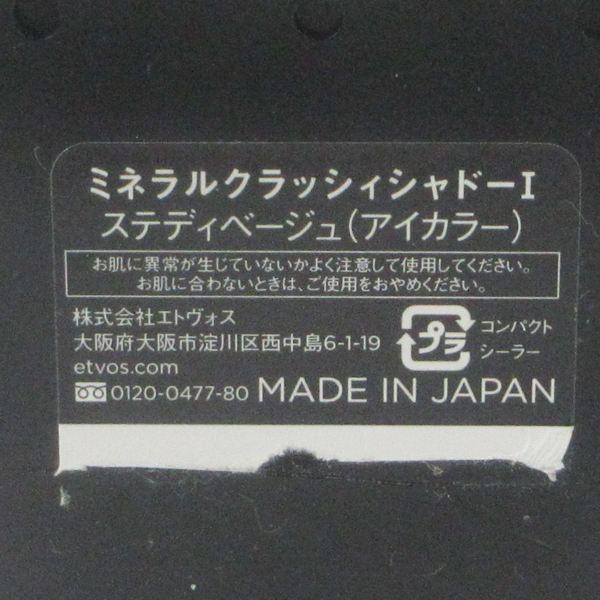 ミネラルクラッシィシャドーI
ステディベージュ(アイカラー)
お肌に異常が生じていないかよく注意して使用してください。
お肌に合わないときは、ご使用をおやめください。
株式会社エトヴォス
大阪府大阪市淀川区西中島6-1-19
etvos.com
0120-0477-80
プラ
コンパクト
シーラー
MADE IN JAPAN